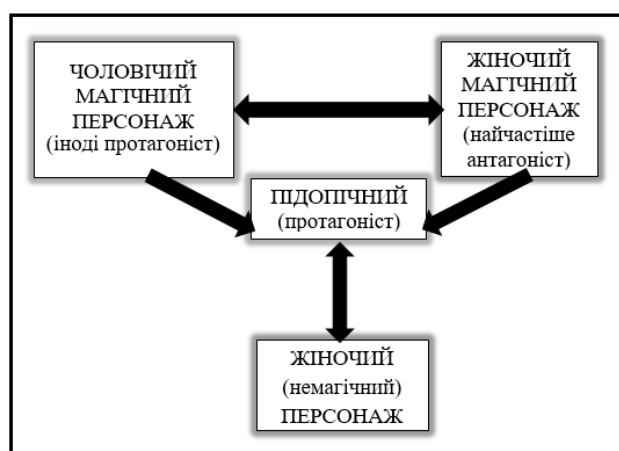 ЧОЛОВІЧИЙ
МАГІЧНИЙ
ПЕРСОНАЖ
(іноді протагоніст)
ЖІНОЧИЙ
МАГІЧНИЙ
ПЕРСОНАЖ
(найчастіше
антагоніст)
ПІДОПІЧНИЙ
(протагоніст)
ЖІНОЧИЙ
(немагічний)
ПЕРСОНАЖ